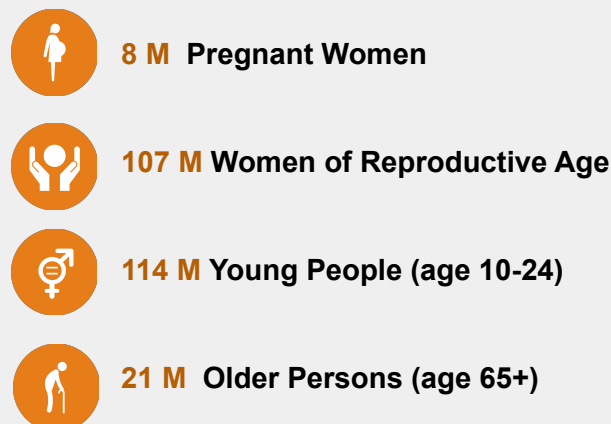 8 M Pregnant Women
107 M Women of Reproductive Age
114 M Young People (age 10-24)
21 M Older Persons (age 65+)